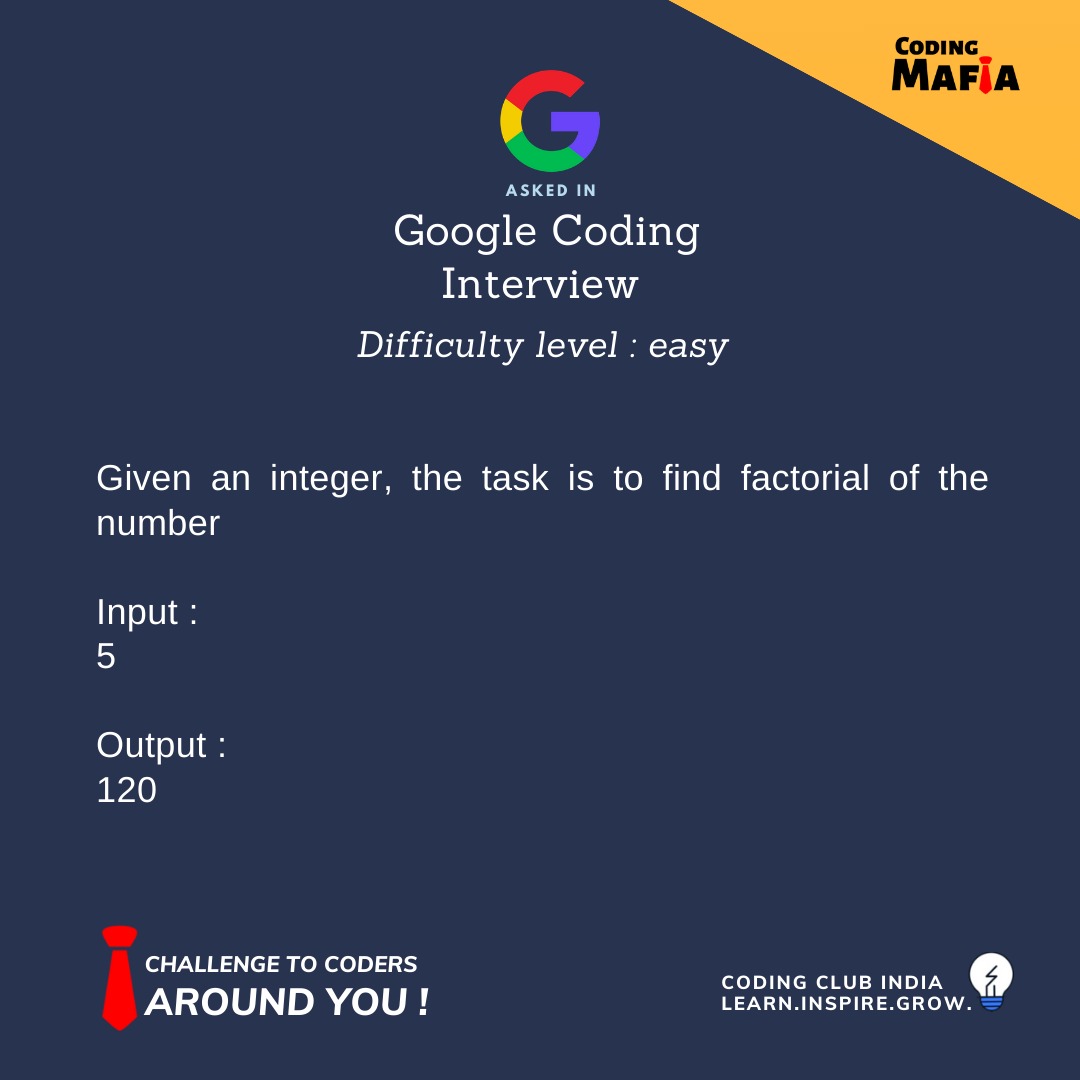 CODING
MAFIA
ASKED IN
Google Coding
Interview
Difficulty level : easy
Given an integer, the task is to find factorial of the
number
Input :
5
Output :
120
CHALLENGE TO CODERS
AROUND YOU !
CODING CLUB INDIA
LEARN.INSPIRE.GROW.